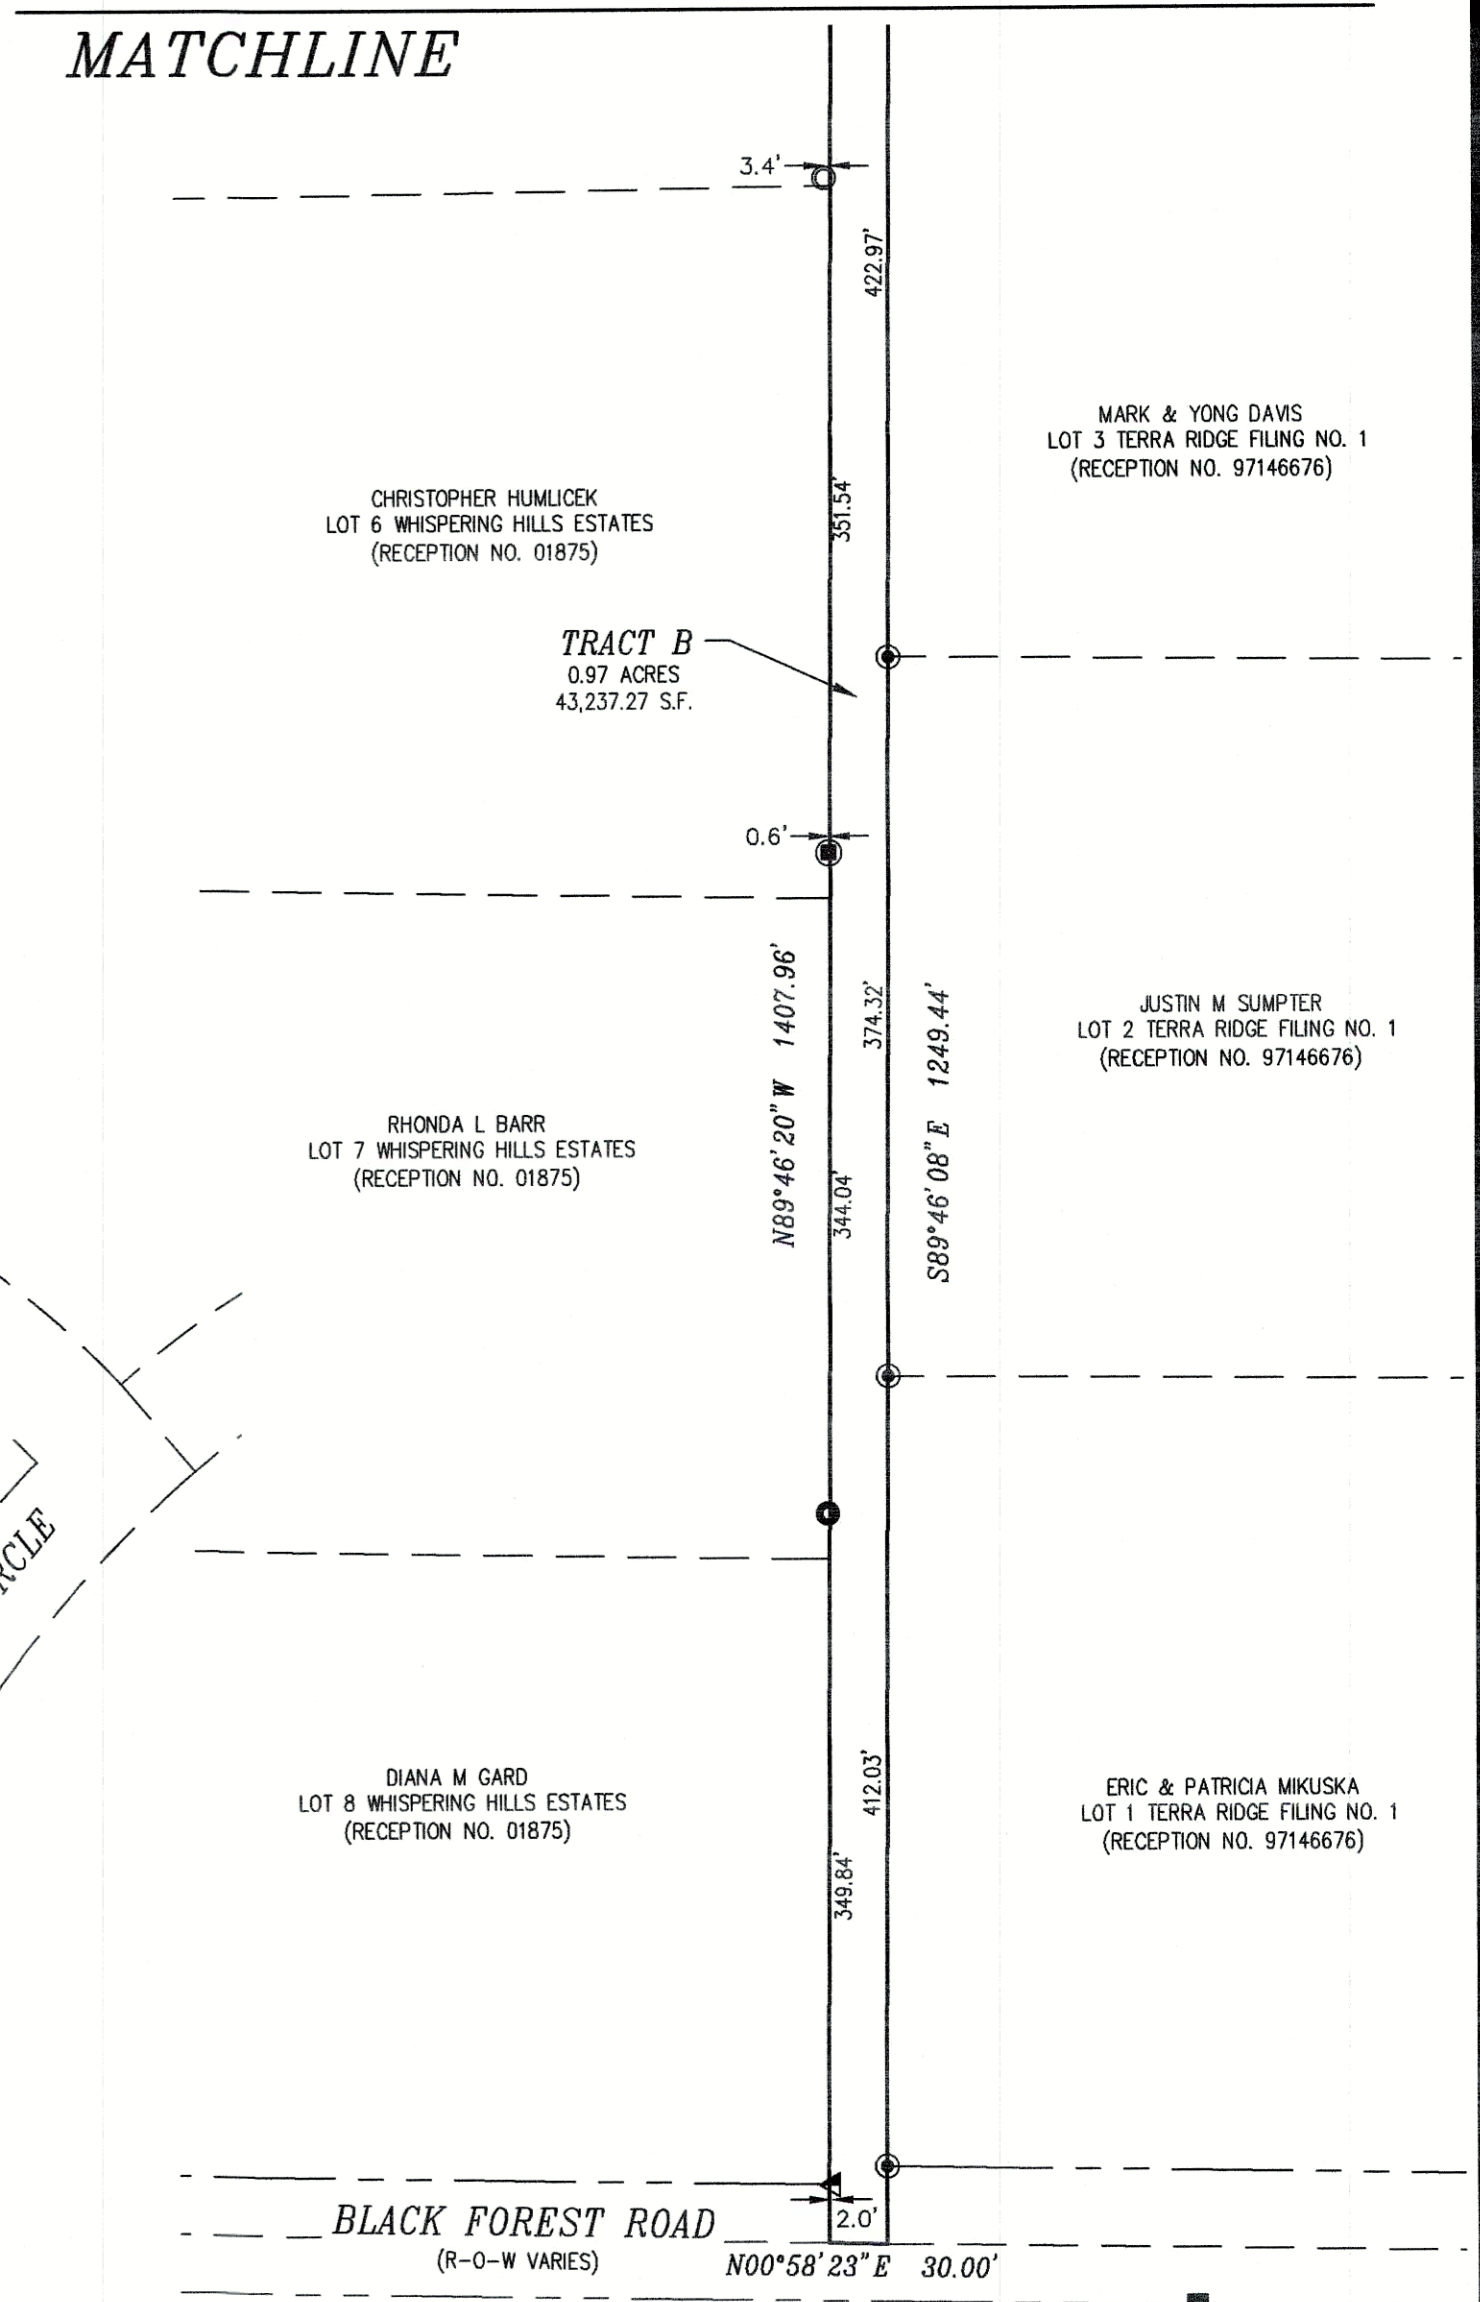 MATCHLINE
3.4'
422.97'
MARK & YONG DAVIS
LOT 3 TERRA RIDGE FILING NO. 1
(RECEPTION NO. 97146676)
CHRISTOPHER HUMLICEK
LOT 6 WHISPERING HILLS ESTATES
(RECEPTION NO. 01875)
351.54'
TRACT B
0.97 ACRES
43,237.27 S.F.
0.6'
N89°46'20"W 1407.96'
374.32'
S89°46'08"E 1249.44'
JUSTIN M SUMPTER
LOT 2 TERRA RIDGE FILING NO. 1
(RECEPTION NO. 97146676)
RHONDA L BARR
LOT 7 WHISPERING HILLS ESTATES
(RECEPTION NO. 01875)
344.04'
RCLE
DIANA M GARD
LOT 8 WHISPERING HILLS ESTATES
(RECEPTION NO. 01875)
412.03'
349.84'
ERIC & PATRICIA MIKUSKA
LOT 1 TERRA RIDGE FILING NO. 1
(RECEPTION NO. 97146676)
2.0'
BLACK FOREST ROAD
(R-O-W VARIES)
N00°58'23"E 30.00'